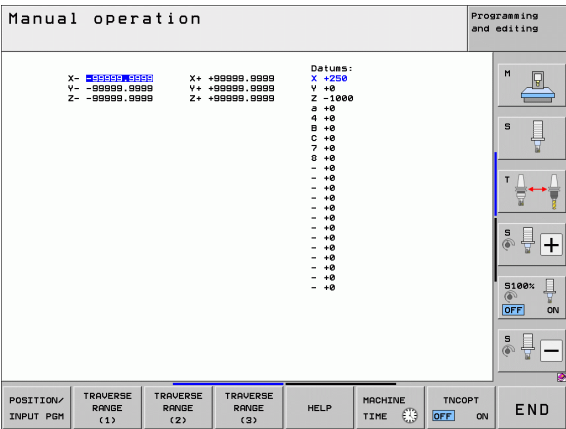 Manual operation
Programming
and editing
Datums:
X- -99999.9999 X+ +99999.9999 X +250
Y- -99999.9999 Y+ +99999.9999 Y +0
Z- -99999.9999 Z+ +99999.9999 Z -1000
a +0
4 +0
B +0
C +0
7 +0
8 +0
- +0
- +0
- +0
- +0
- +0
- +0
- +0
- +0
- +0
- +0
- +0
- +0
- +0
M
S
T
S
+
S100%
OFF ON
S
-
POSITION/
INPUT PGM
TRAVERSE
RANGE
(1)
TRAVERSE
RANGE
(2)
TRAVERSE
RANGE
(3)
HELP
MACHINE
TIME
TNCOPT
OFF ON
END